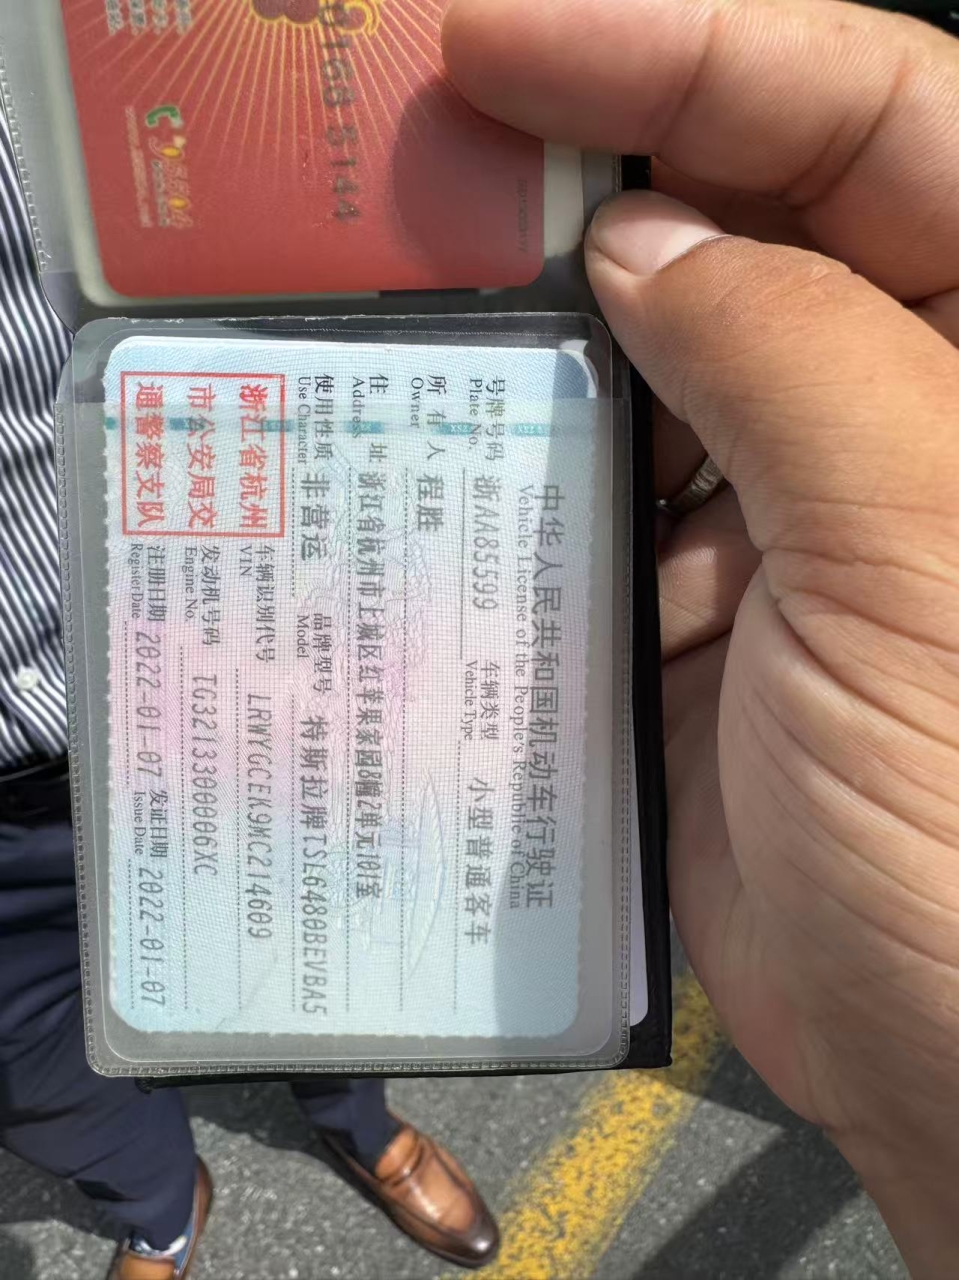 9168 5144
95504
中华人民共和国机动车行驶证
Vehicle License of the People's Republic of China
号牌号码 浙AA85599 车辆类型 小型普通客车
Plate No. Vehicle Type
所有人 程胜
Owner
住址 浙江省杭州市上城区红苹果家园8幢2单元101室
Address
使用性质 非营运 品牌型号 特斯拉牌TSL6480BEVBA5
Use Character Model
浙江省杭州
市公安局交
通警察支队
车辆识别代号 LRWYGCEK9MC214609
VIN
发动机号码 TG3213300006XC
Engine No.
注册日期 2022-01-07 发证日期 2022-01-07
Register Date Issue Date